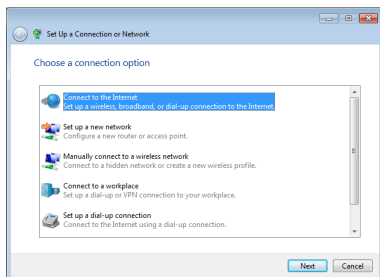 Set Up a Connection or Network
Choose a connection option
Connect to the Internet
Set up a wireless, broadband, or dial-up connection to the Internet.
Set up a new network
Configure a new router or access point.
Manually connect to a wireless network
Connect to a hidden network or create a new wireless profile.
Connect to a workplace
Set up a dial-up or VPN connection to your workplace.
Set up a dial-up connection
Connect to the Internet using a dial-up connection.
Next Cancel